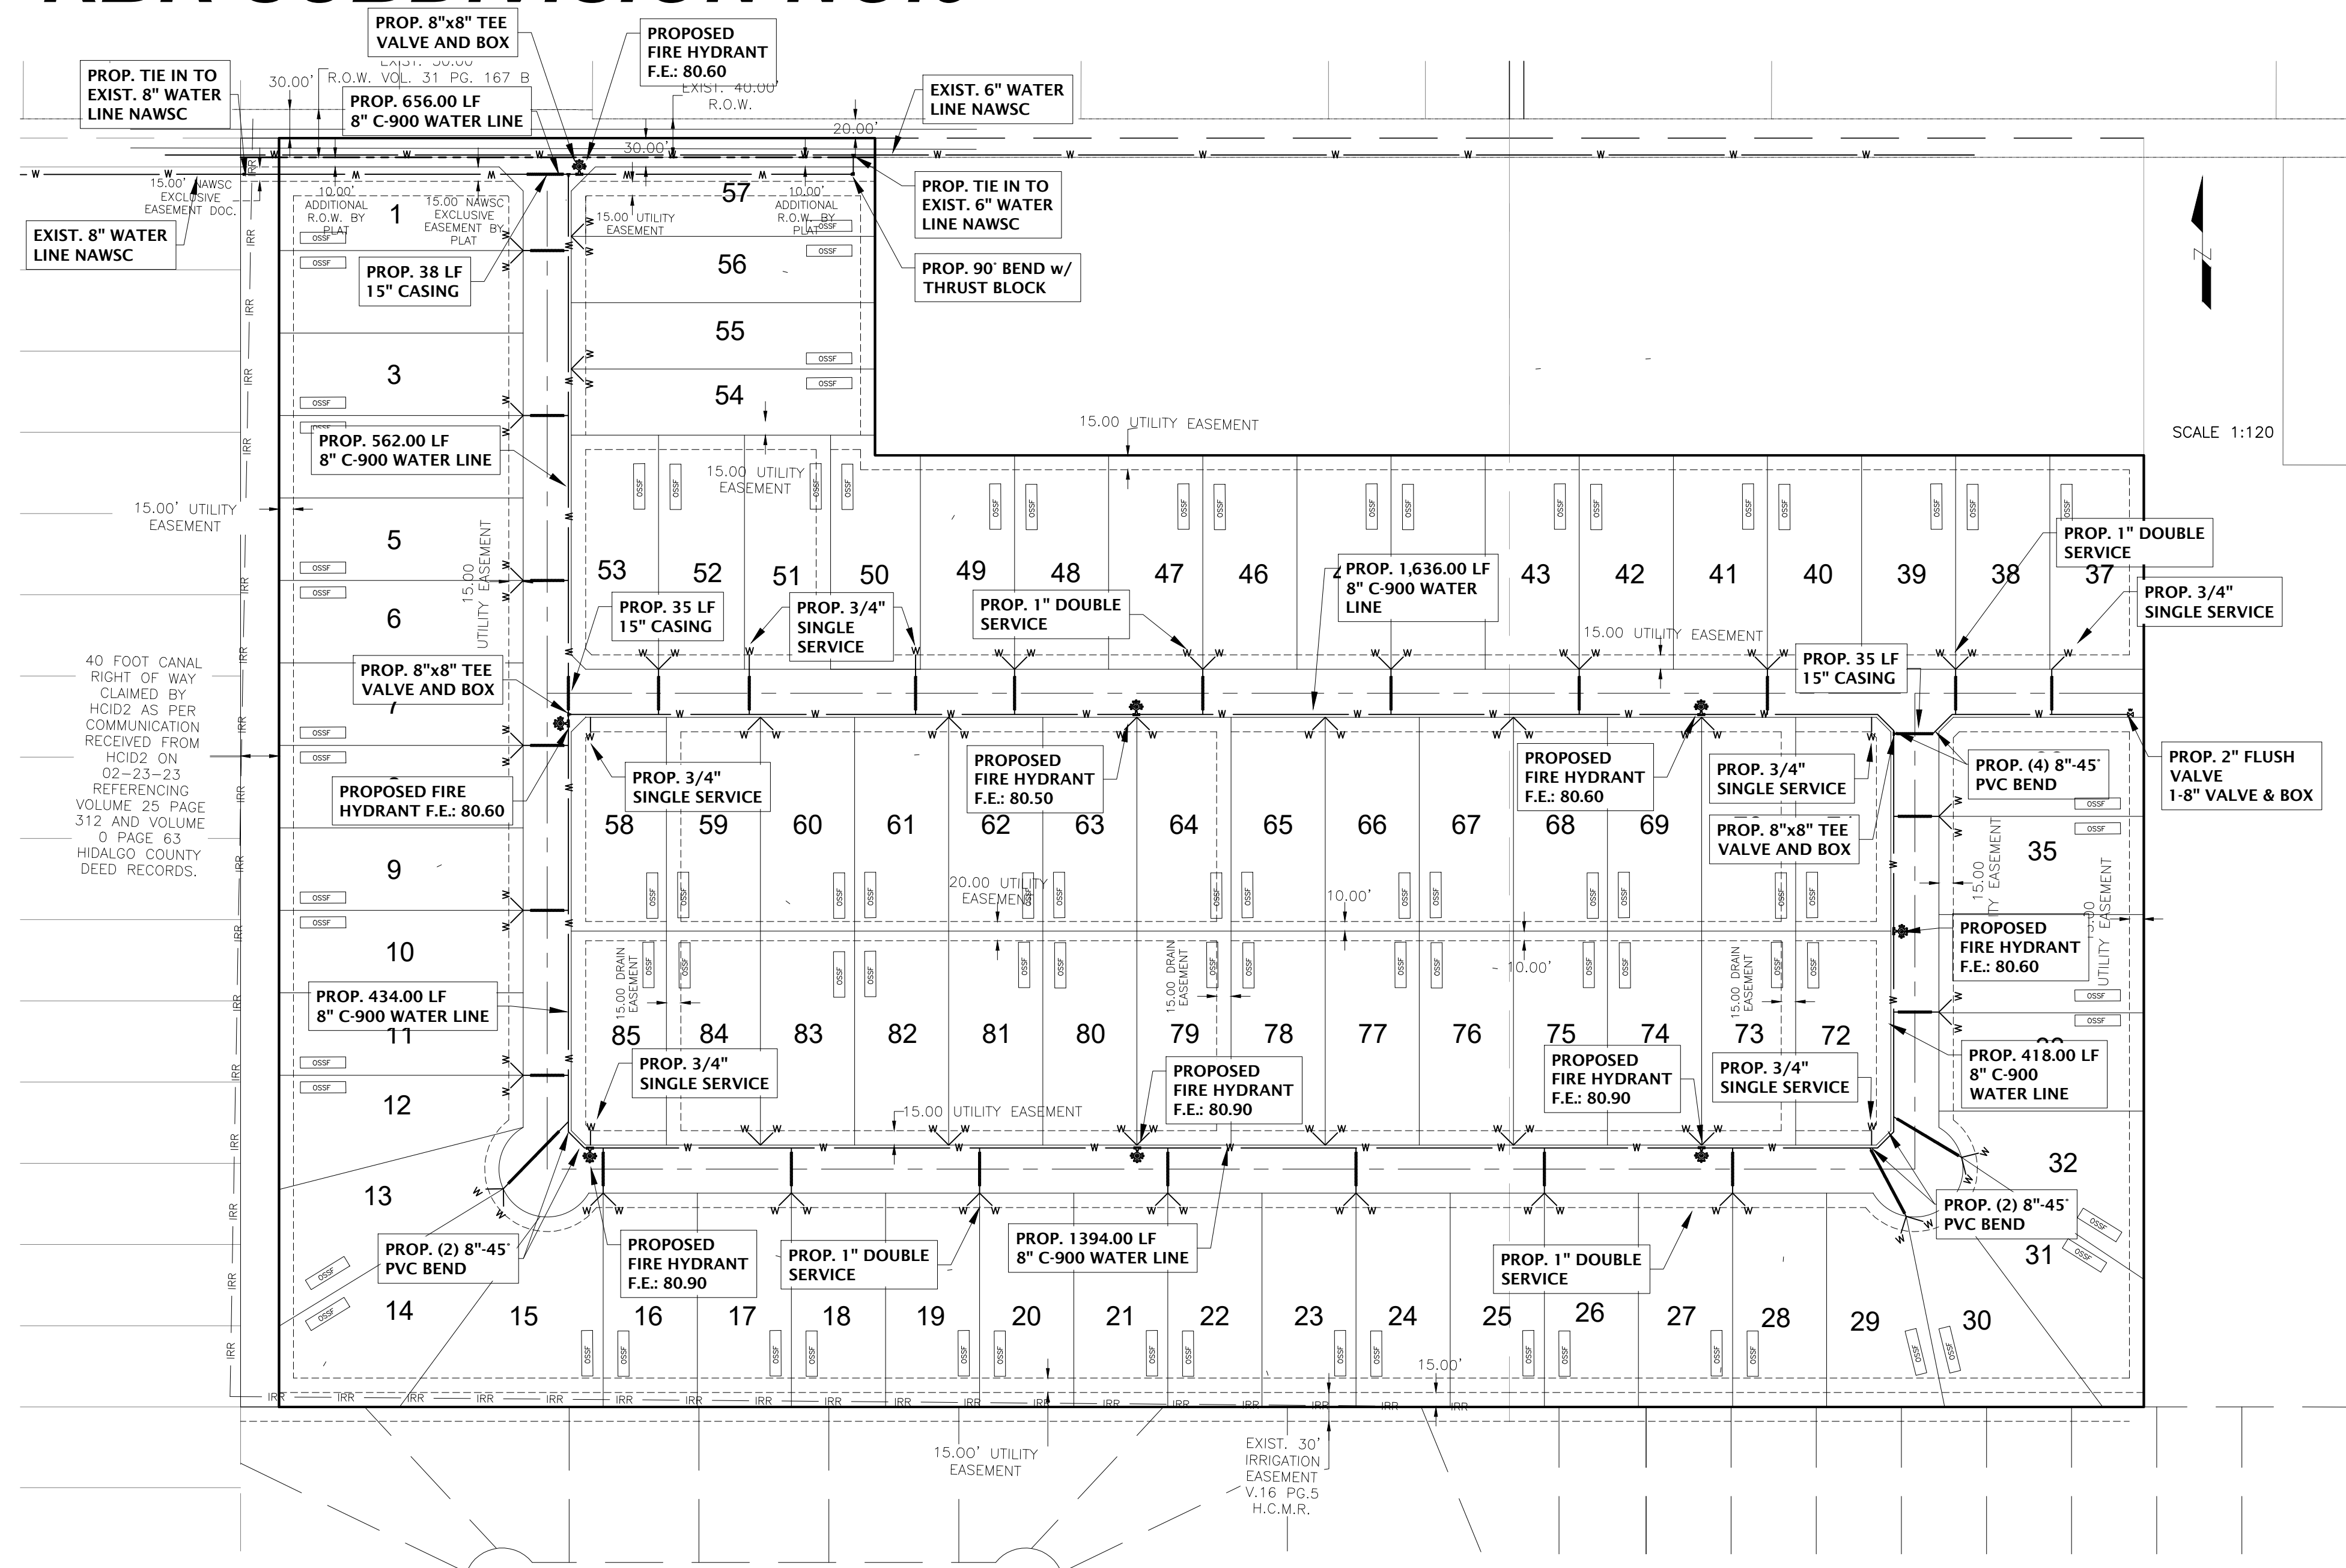 PROP. 8"x8" TEE
VALVE AND BOX
PROPOSED
FIRE HYDRANT
F.E.: 80.60
PROP. TIE IN TO
EXIST. 8" WATER
LINE NAWSC
30.00'
R.O.W. VOL. 31 PG. 167 B
PROP. 656.00 LF
8" C-900 WATER LINE
EXIST. 40.00'
R.O.W.
EXIST. 6" WATER
LINE NAWSC
20.00'
30.00'
15.00' NAWSC
EXCLUSIVE
EASEMENT DOC.
10.00'
ADDITIONAL
R.O.W. BY
PLAT
15.00 NAWSC
EXCLUSIVE
EASEMENT BY
PLAT
15.00 UTILITY
EASEMENT
10.00'
ADDITIONAL
R.O.W. BY
PLAT
PROP. TIE IN TO
EXIST. 6" WATER
LINE NAWSC
EXIST. 8" WATER
LINE NAWSC
PROP. 38 LF
15" CASING
PROP. 90° BEND w/
THRUST BLOCK
1
57
56
55
54
3
5
6
9
10
11
12
13
14
15
N
SCALE 1:120
15.00 UTILITY EASEMENT
PROP. 562.00 LF
8" C-900 WATER LINE
15.00 UTILITY
EASEMENT
15.00' UTILITY
EASEMENT
15.00
UTILITY EASEMENT
53
52
51
50
49
48
47
46
43
42
41
40
39
38
37
PROP. 1" DOUBLE
SERVICE
PROP. 3/4"
SINGLE SERVICE
PROP. 1,636.00 LF
8" C-900 WATER
LINE
PROP. 35 LF
15" CASING
PROP. 3/4"
SINGLE
SERVICE
PROP. 1" DOUBLE
SERVICE
15.00 UTILITY EASEMENT
PROP. 35 LF
15" CASING
40 FOOT CANAL
RIGHT OF WAY
CLAIMED BY
HCID2 AS PER
COMMUNICATION
RECEIVED FROM
HCID2 ON
02-23-23
REFERENCING
VOLUME 25 PAGE
312 AND VOLUME
0 PAGE 63
HIDALGO COUNTY
DEED RECORDS.
PROP. 8"x8" TEE
VALVE AND BOX
PROPOSED FIRE
HYDRANT F.E.: 80.60
PROP. 3/4"
SINGLE SERVICE
PROPOSED
FIRE HYDRANT
F.E.: 80.50
PROPOSED
FIRE HYDRANT
F.E.: 80.60
PROP. 3/4"
SINGLE SERVICE
PROP. 8"x8" TEE
VALVE AND BOX
PROP. (4) 8"-45°
PVC BEND
PROP. 2" FLUSH
VALVE
1-8" VALVE & BOX
58
59
60
61
62
63
64
65
66
67
68
69
35
20.00 UTILITY
EASEMENT
10.00'
10.00'
15.00
UTILITY EASEMENT
PROPOSED
FIRE HYDRANT
F.E.: 80.60
15.00 DRAIN
EASEMENT
15.00 DRAIN
EASEMENT
15.00 DRAIN
EASEMENT
PROP. 434.00 LF
8" C-900 WATER LINE
85
84
83
82
81
80
79
78
77
76
75
74
73
72
PROP. 3/4"
SINGLE SERVICE
PROPOSED
FIRE HYDRANT
F.E.: 80.90
PROPOSED
FIRE HYDRANT
F.E.: 80.90
PROP. 3/4"
SINGLE SERVICE
PROP. 418.00 LF
8" C-900
WATER LINE
15.00 UTILITY EASEMENT
32
31
30
PROP. (2) 8"-45°
PVC BEND
PROPOSED
FIRE HYDRANT
F.E.: 80.90
PROP. 1" DOUBLE
SERVICE
PROP. 1394.00 LF
8" C-900 WATER LINE
PROP. 1" DOUBLE
SERVICE
PROP. (2) 8"-45°
PVC BEND
16
17
18
19
20
21
22
23
24
25
26
27
28
29
15.00'
15.00' UTILITY
EASEMENT
EXIST. 30'
IRRIGATION
EASEMENT
V.16 PG.5
H.C.M.R.